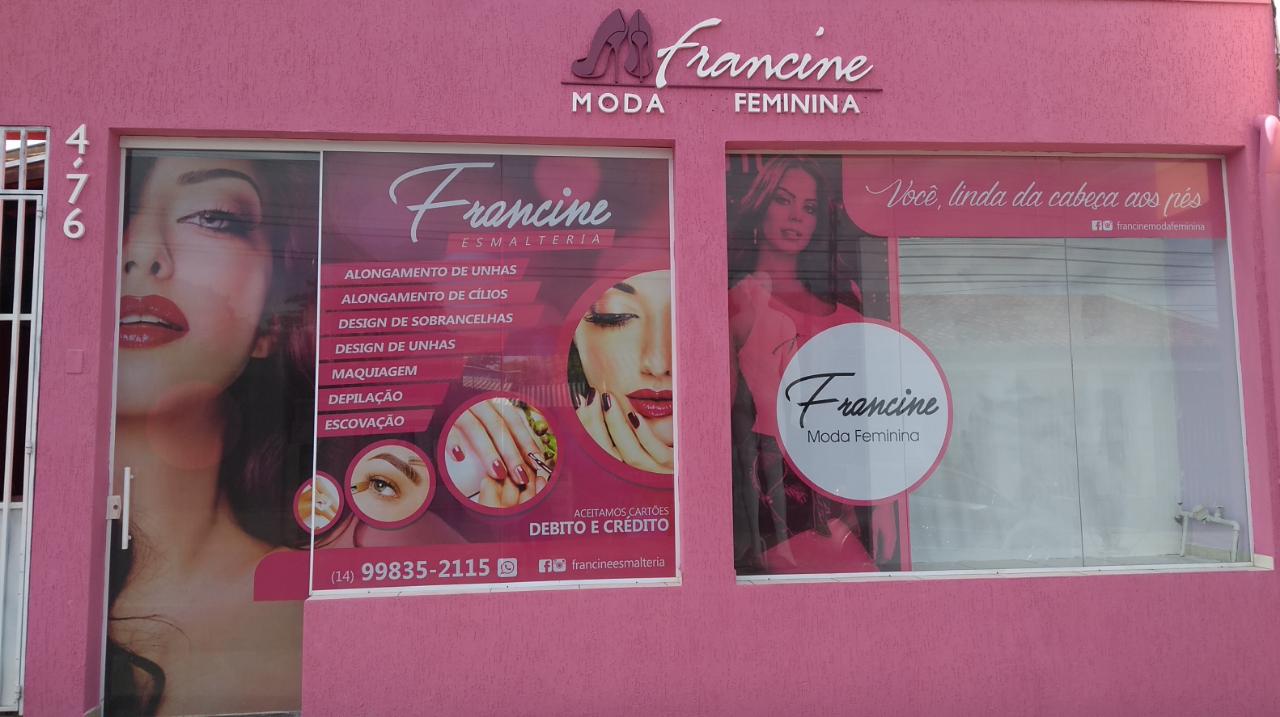 Francine
MODA FEMININA
4,76
Francine
ESMALTERIA
ALONGAMENTO DE UNHAS
ALONGAMENTO DE CÍLIOS
DESIGN DE SOBRANCELHAS
DESIGN DE UNHAS
MAQUIAGEM
DEPILAÇÃO
ESCOVAÇÃO
ACEITAMOS CARTÕES
DEBITO E CRÉDITO
(14) 99835-2115
francineesmalteria
Você, linda da cabeça aos pés
francinemodafeminina
Francine
Moda Feminina